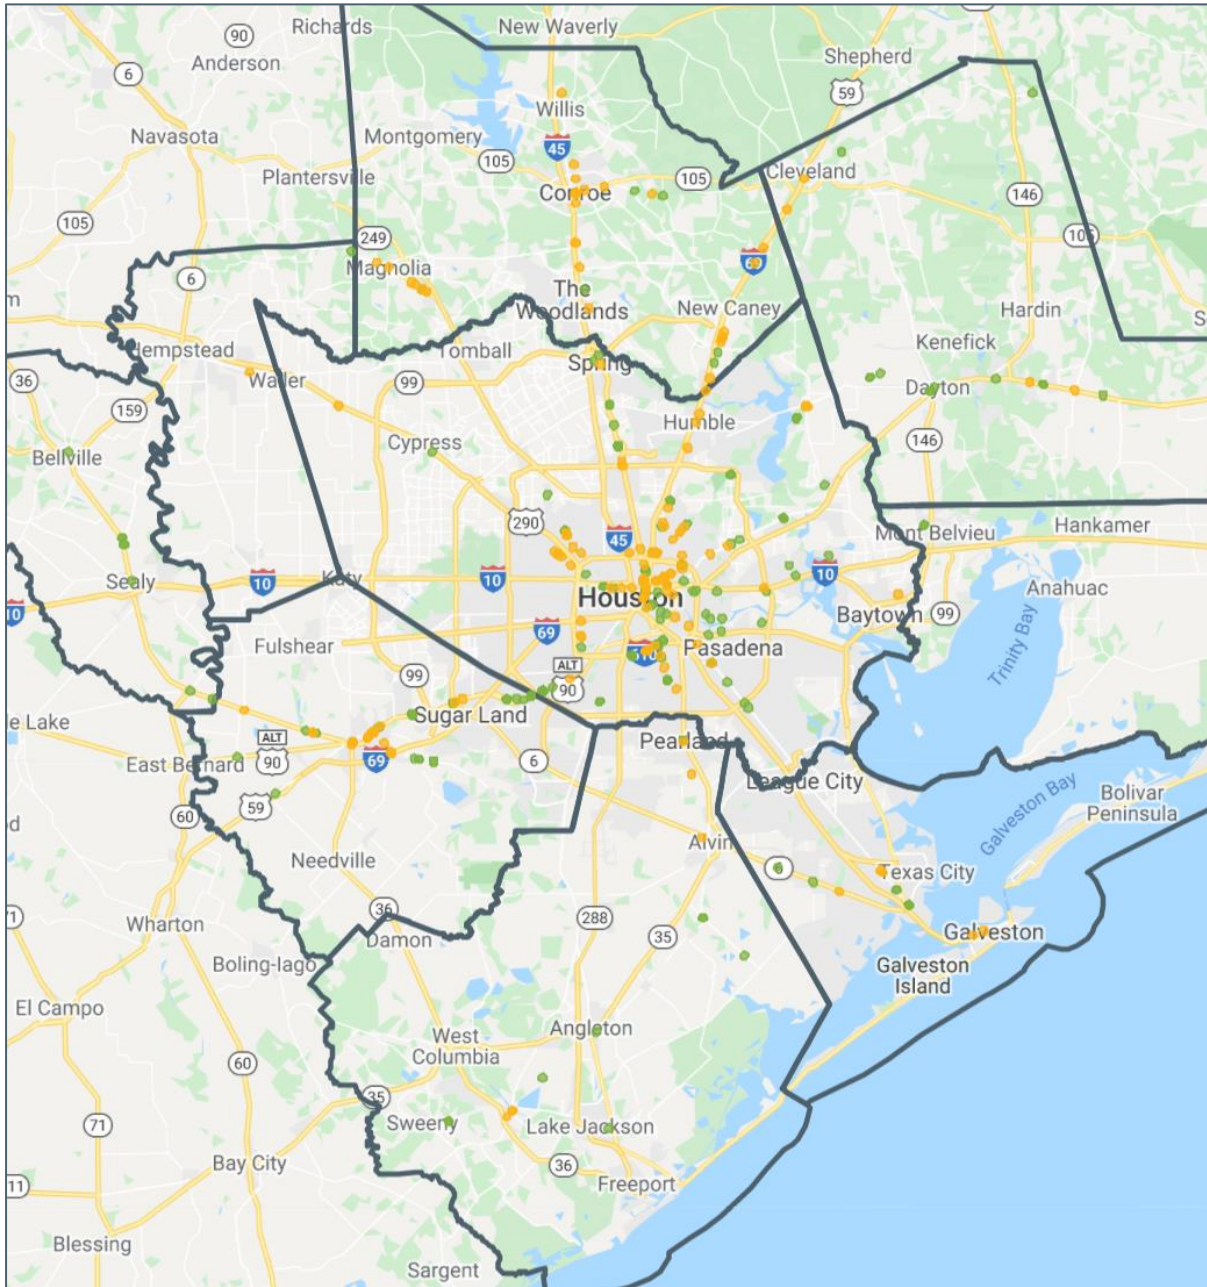 Richards
New Waverly
90
Anderson
Shepherd
6
59
Willis
Navasota
Montgomery
45
105
Plantersville
105
Cleveland
Conroe
146
105
105
249
Magnolia
69
6
The
Woodlands
New Caney
Hardin
Hempstead
Tomball
Kenefick
Waller
Spring
36
99
Dayton
159
Humble
Cypress
146
Bellville
290
45
Mont Belvieu
Hankamer
Sealy
10
Katy
10
10
Anahuac
10
Houston
Baytown
99
69
Fulshear
Pasadena
Trinity Bay
610
ALT
90
99
Sugar Land
Lake
Pearland
East Bernard
ALT
90
69
6
League City
Galveston Bay
Bolivar
Peninsula
59
60
Needville
Alvin
6
Texas City
36
Wharton
Damon
288
35
Galveston
Boling-Iago
Galveston
Island
El Campo
West
Columbia
Angleton
60
35
71
Sweeny
Lake Jackson
Bay City
36
Freeport
Blessing
Sargent